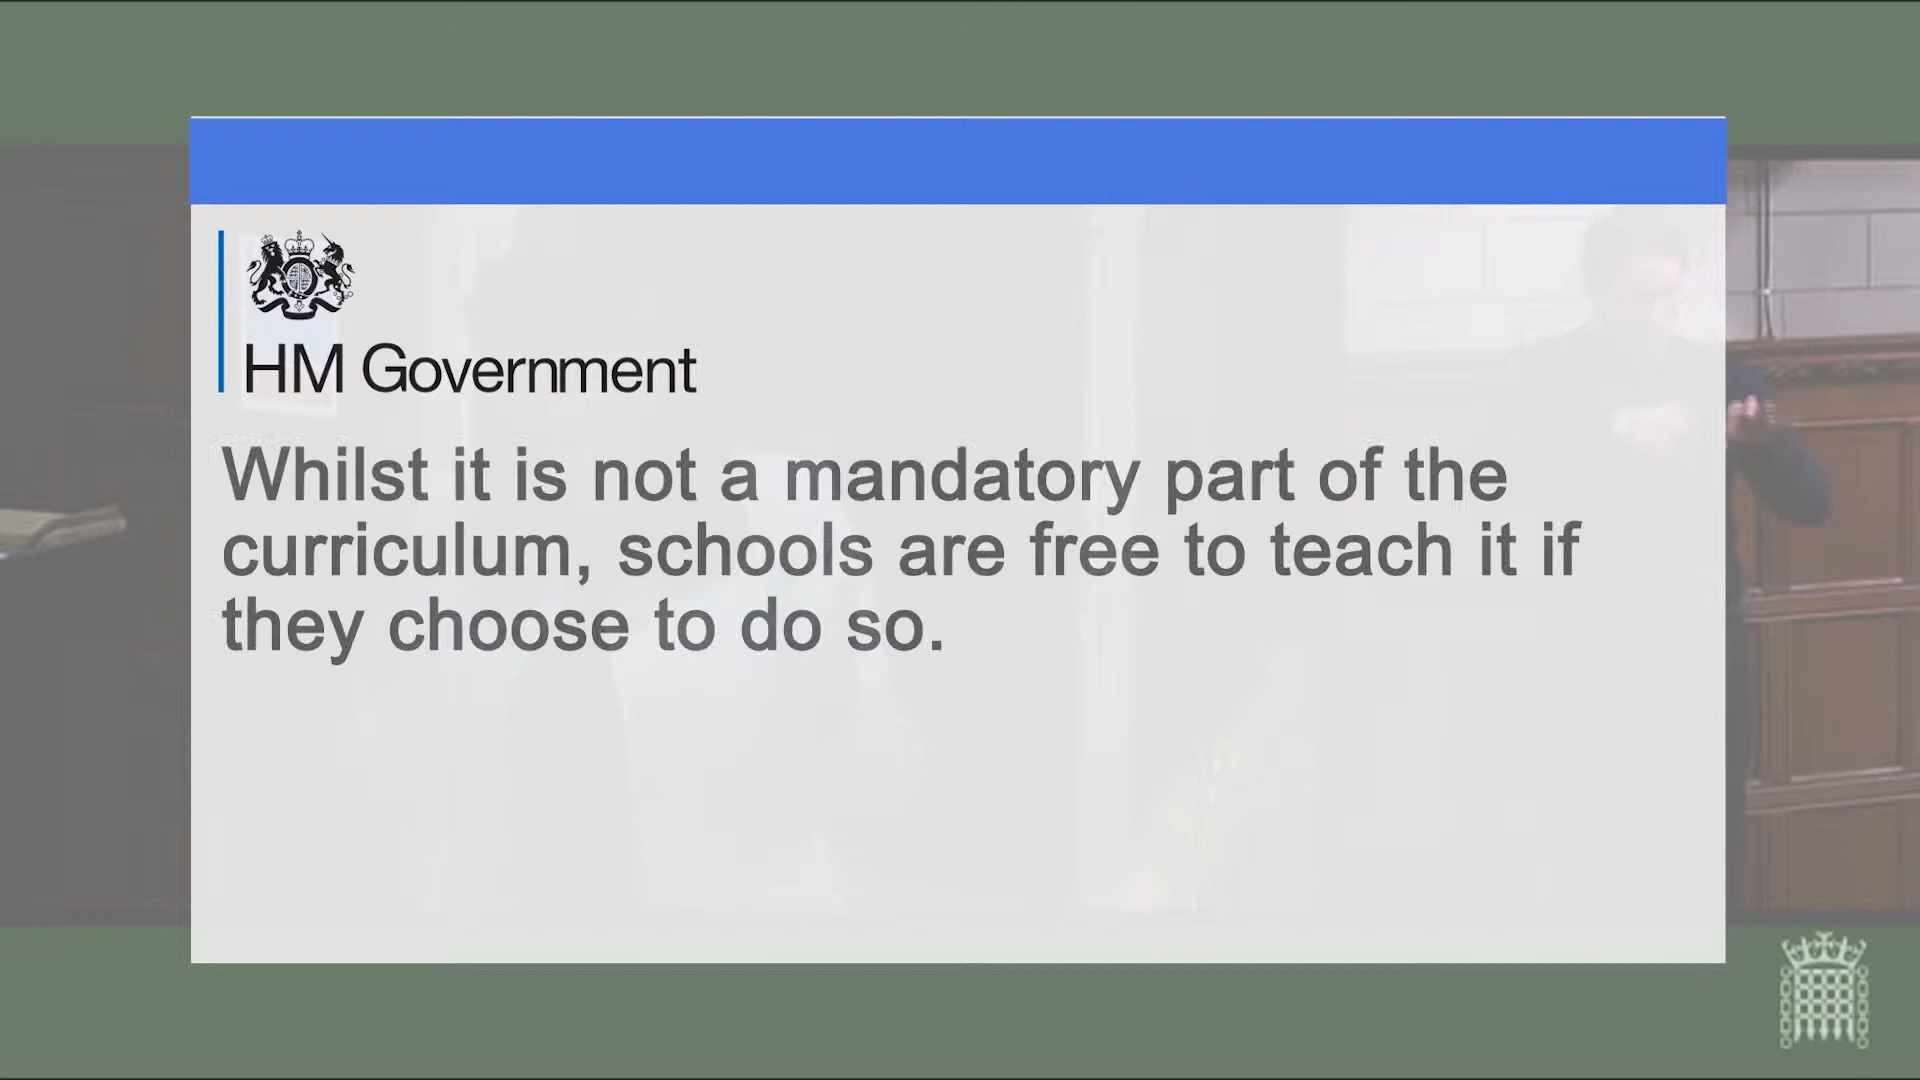 HM Government
Whilst it is not a mandatory part of the
curriculum, schools are free to teach it if
they choose to do so.